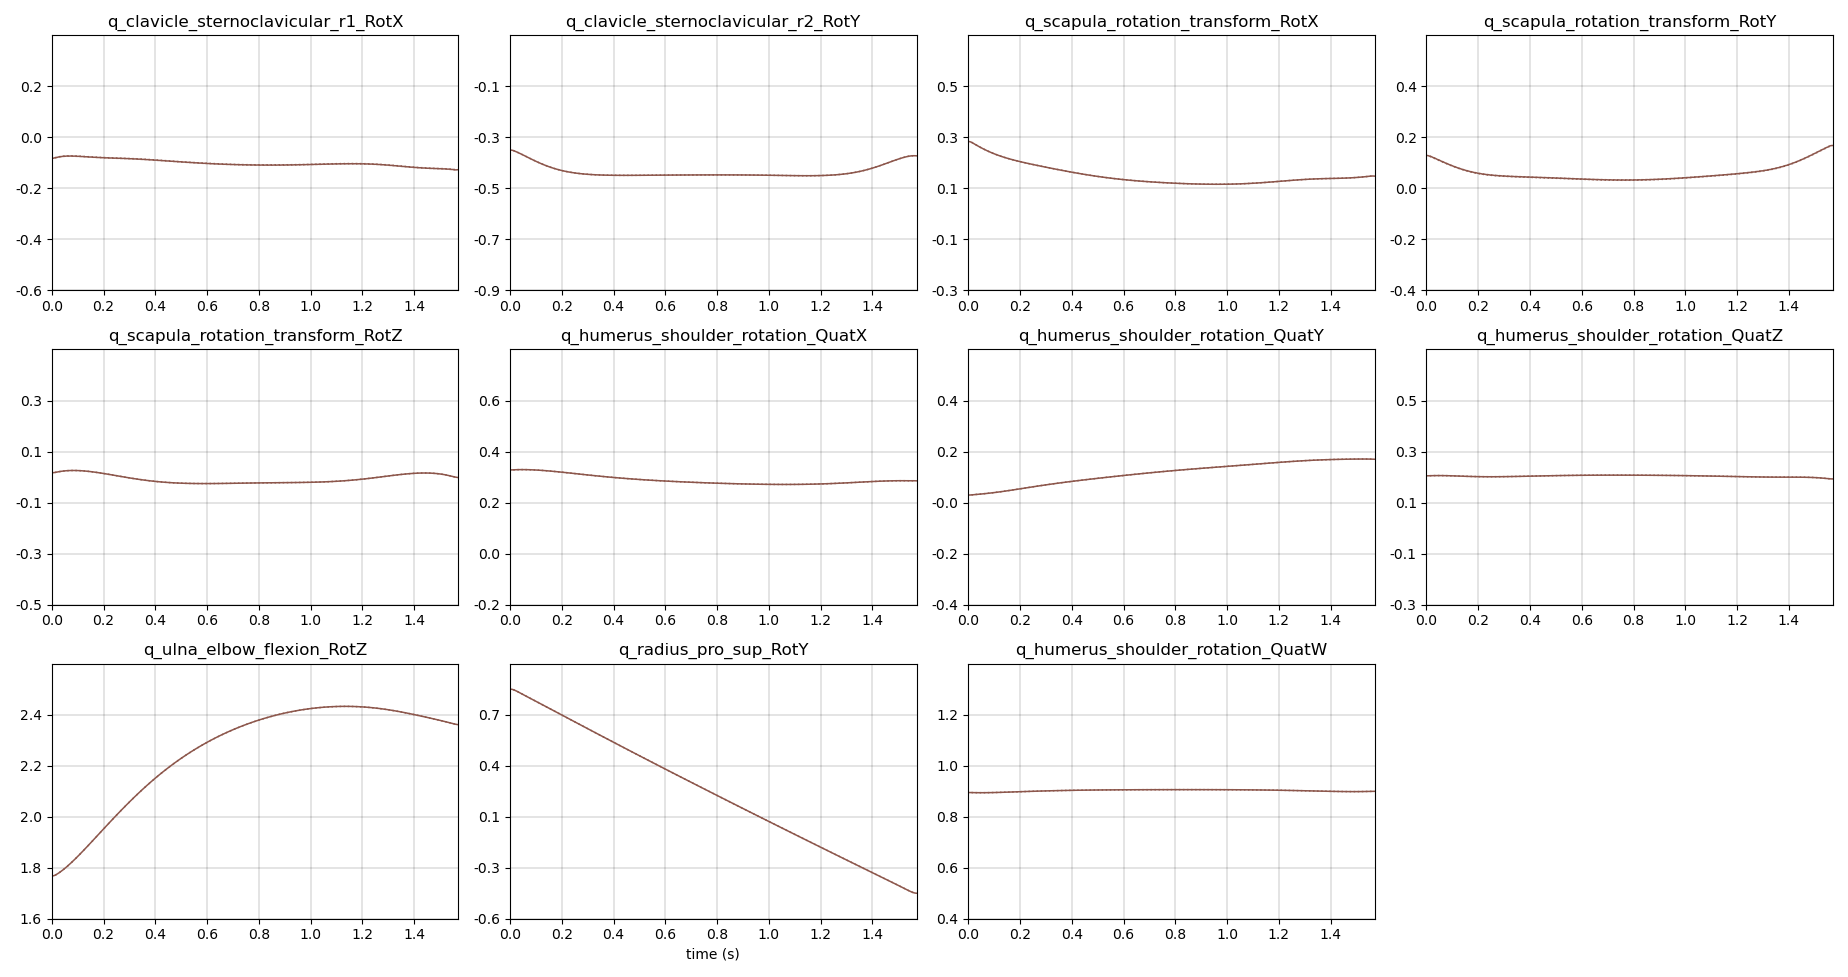 q_clavicle_sternoclavicular_r1_RotX
0.2
0.0
-0.2
-0.4
-0.6
0.0 0.2 0.4 0.6 0.8 1.0 1.2 1.4
q_clavicle_sternoclavicular_r2_RotY
-0.1
-0.3
-0.5
-0.7
-0.9
0.0 0.2 0.4 0.6 0.8 1.0 1.2 1.4
q_scapula_rotation_transform_RotX
0.5
0.3
0.1
-0.1
-0.3
0.0 0.2 0.4 0.6 0.8 1.0 1.2 1.4
q_scapula_rotation_transform_RotY
0.4
0.2
0.0
-0.2
-0.4
0.0 0.2 0.4 0.6 0.8 1.0 1.2 1.4
q_scapula_rotation_transform_RotZ
0.3
0.1
-0.1
-0.3
-0.5
0.0 0.2 0.4 0.6 0.8 1.0 1.2 1.4
q_humerus_shoulder_rotation_QuatX
0.6
0.4
0.2
0.0
-0.2
0.0 0.2 0.4 0.6 0.8 1.0 1.2 1.4
q_humerus_shoulder_rotation_QuatY
0.4
0.2
-0.0
-0.2
-0.4
0.0 0.2 0.4 0.6 0.8 1.0 1.2 1.4
q_humerus_shoulder_rotation_QuatZ
0.5
0.3
0.1
-0.1
-0.3
0.0 0.2 0.4 0.6 0.8 1.0 1.2 1.4
q_ulna_elbow_flexion_RotZ
2.4
2.2
2.0
1.8
1.6
0.0 0.2 0.4 0.6 0.8 1.0 1.2 1.4
q_radius_pro_sup_RotY
0.7
0.4
0.1
-0.3
-0.6
0.0 0.2 0.4 0.6 0.8 1.0 1.2 1.4
time (s)
q_humerus_shoulder_rotation_QuatW
1.2
1.0
0.8
0.6
0.4
0.0 0.2 0.4 0.6 0.8 1.0 1.2 1.4